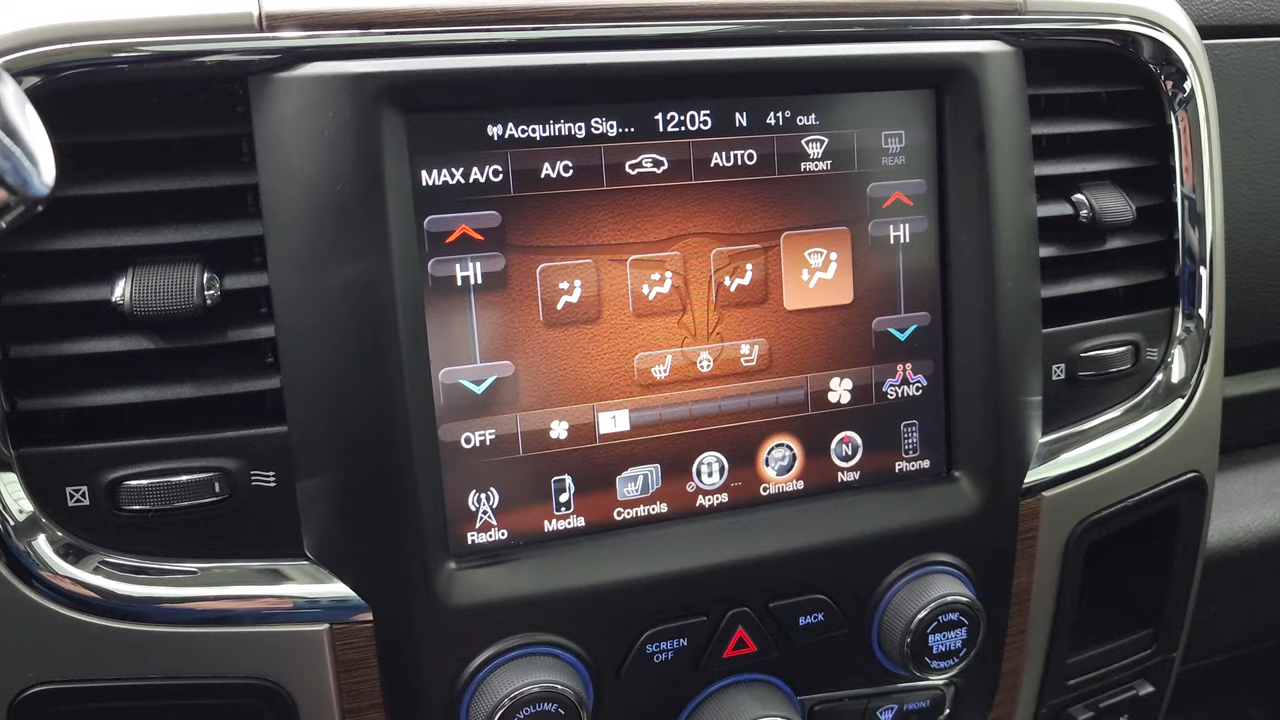 Acquiring Sig... 12:05 N 41° out.
MAX A/C A/C AUTO FRONT REAR
HI HI
OFF 1 SYNC
Radio Media Controls Apps ... Climate Nav N Phone
SCREEN OFF BACK
TUNE
BROWSE
ENTER
SCROLL
VOLUME
FRONT